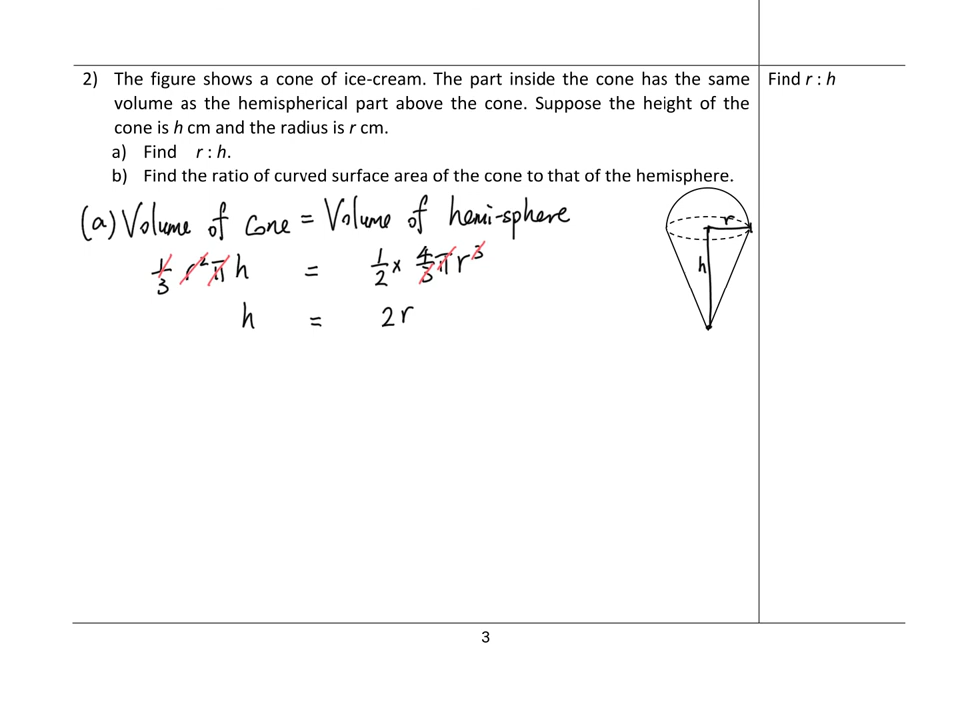 2) The figure shows a cone of ice-cream. The part inside the cone has the same
volume as the hemispherical part above the cone. Suppose the height of the
cone is h cm and the radius is r cm.
a) Find r : h.
b) Find the ratio of curved surface area of the cone to that of the hemisphere.
Find r : h
(a) Volume of Cone = Volume of hemi-sphere
1/3 r²π h = 1/2 × 4/3 π r³
h = 2r
r
h
3